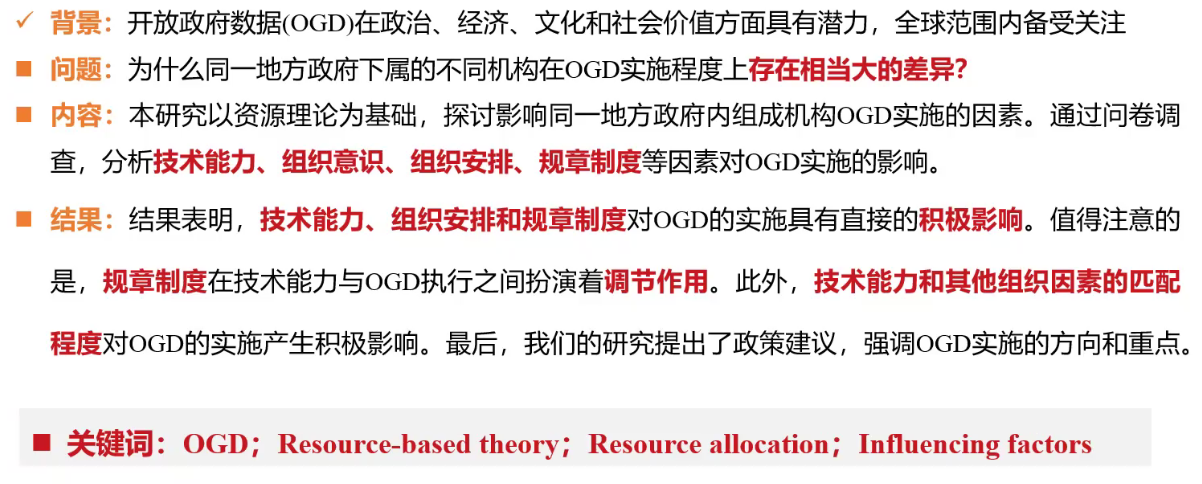 ✓ 背景：开放政府数据(OGD)在政治、经济、文化和社会价值方面具有潜力，全球范围内备受关注
■ 问题：为什么同一地方政府下属的不同机构在OGD实施程度上存在相当大的差异？
■ 内容：本研究以资源理论为基础，探讨影响同一地方政府内组成机构OGD实施的因素。通过问卷调
查，分析技术能力、组织意识、组织安排、规章制度等因素对OGD实施的影响。
■ 结果：结果表明，技术能力、组织安排和规章制度对OGD的实施具有直接的积极影响。值得注意的
是，规章制度在技术能力与OGD执行之间扮演着调节作用。此外，技术能力和其他组织因素的匹配
程度对OGD的实施产生积极影响。最后，我们的研究提出了政策建议，强调OGD实施的方向和重点。
■ 关键词：OGD；Resource-based theory；Resource allocation；Influencing factors